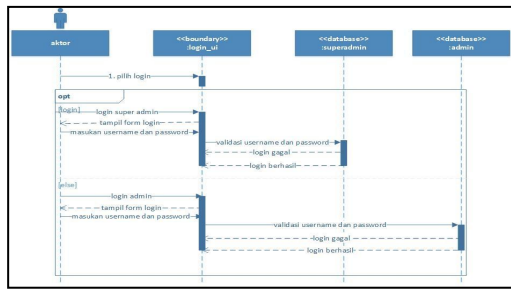 aktor
<<boundary>>
:login_ui
<<database>>
:superadmin
<<database>>
:admin
1. pilih login
opt
[login]
login super admin
tampil form login
masukan username dan password
validasi username dan password
login gagal
login berhasil
[else]
login admin
tampil form login
masukan username dan password
validasi username dan password
login gagal
login berhasil